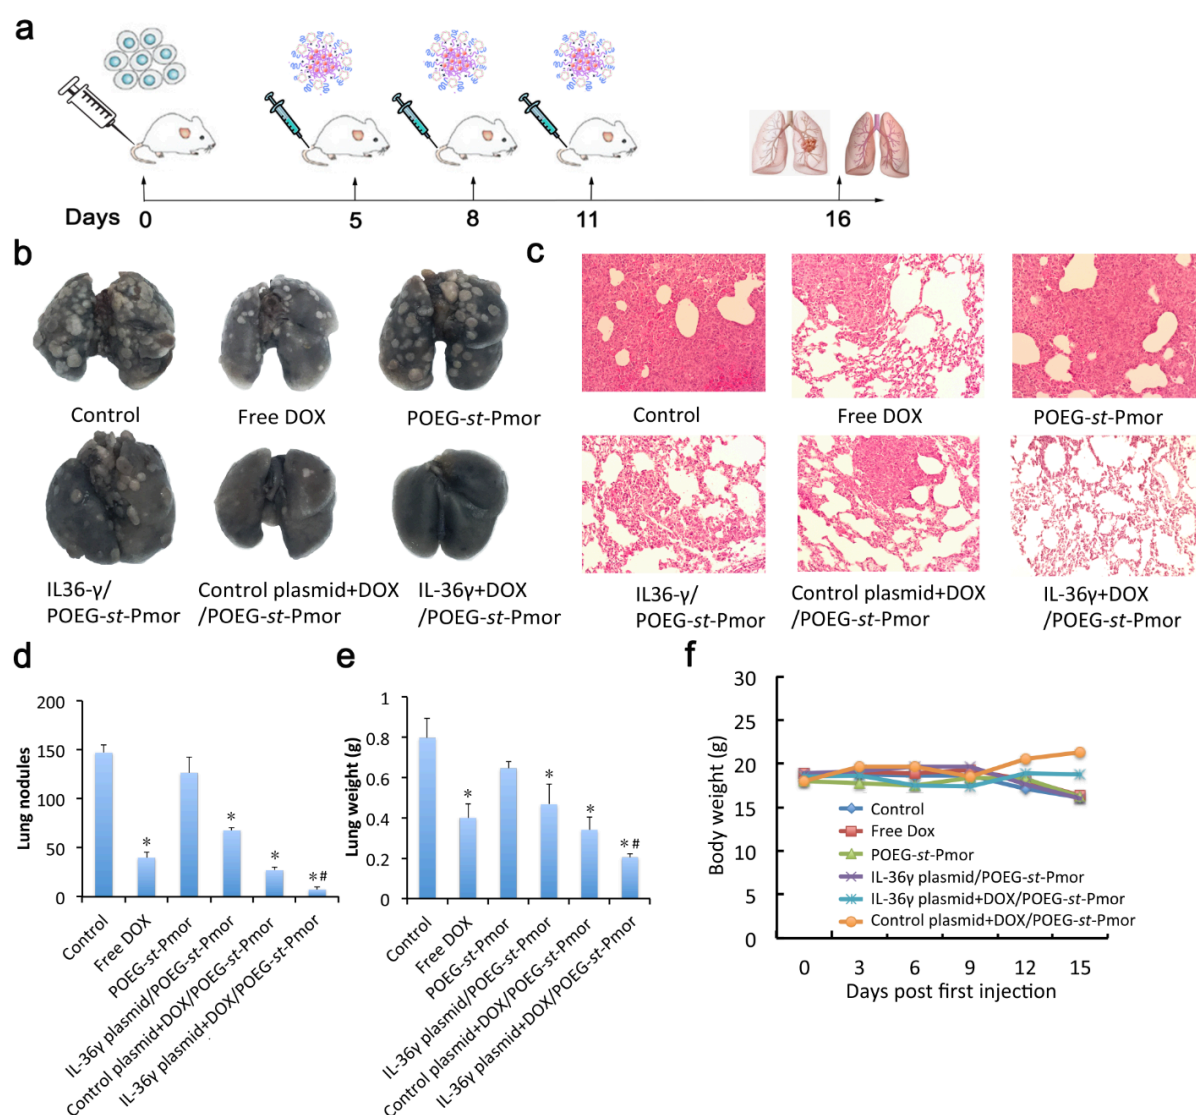 a
Days 0 5 8 11 16
b
Control Free DOX POEG-st-Pmor
IL36-γ/ Control plasmid+DOX IL-36γ+DOX
POEG-st-Pmor /POEG-st-Pmor /POEG-st-Pmor
c
Control Free DOX POEG-st-Pmor
IL36-γ/ Control plasmid+DOX IL-36γ+DOX
POEG-st-Pmor /POEG-st-Pmor /POEG-st-Pmor
d
Lung nodules
200
150
100
50
0
* * * *#
Control
Free DOX
POEG-st-Pmor
IL-36γ plasmid/POEG-st-Pmor
Control plasmid+DOX/POEG-st-Pmor
IL-36γ plasmid+DOX/POEG-st-Pmor
e
Lung weight (g)
1
0.8
0.6
0.4
0.2
0
* * * *#
Control
Free DOX
POEG-st-Pmor
IL-36γ plasmid/POEG-st-Pmor
Control plasmid+DOX/POEG-st-Pmor
IL-36γ plasmid+DOX/POEG-st-Pmor
f
Body weight (g)
30
25
20
15
10
5
0
Control
Free Dox
POEG-st-Pmor
IL-36γ plasmid/POEG-st-Pmor
IL-36γ plasmid+DOX/POEG-st-Pmor
Control plasmid+DOX/POEG-st-Pmor
0 3 6 9 12 15
Days post first injection